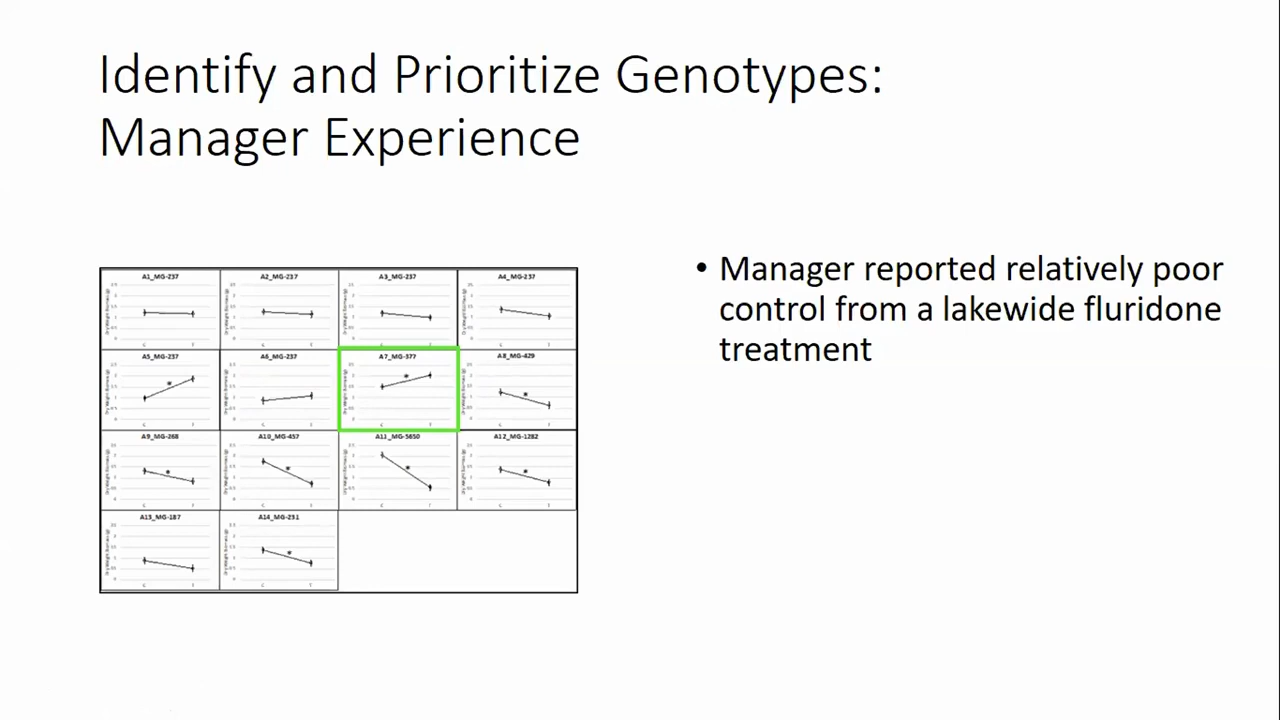 Identify and Prioritize Genotypes:
Manager Experience
• Manager reported relatively poor
control from a lakewide fluridone
treatment
A1_MG-237
A2_MG-237
A3_MG-237
A4_MG-237
A5_MG-237
A6_MG-237
A7_MG-377
A8_MG-429
A9_MG-268
A10_MG-457
A11_MG-5650
A12_MG-1282
A13_MG-187
A14_MG-231